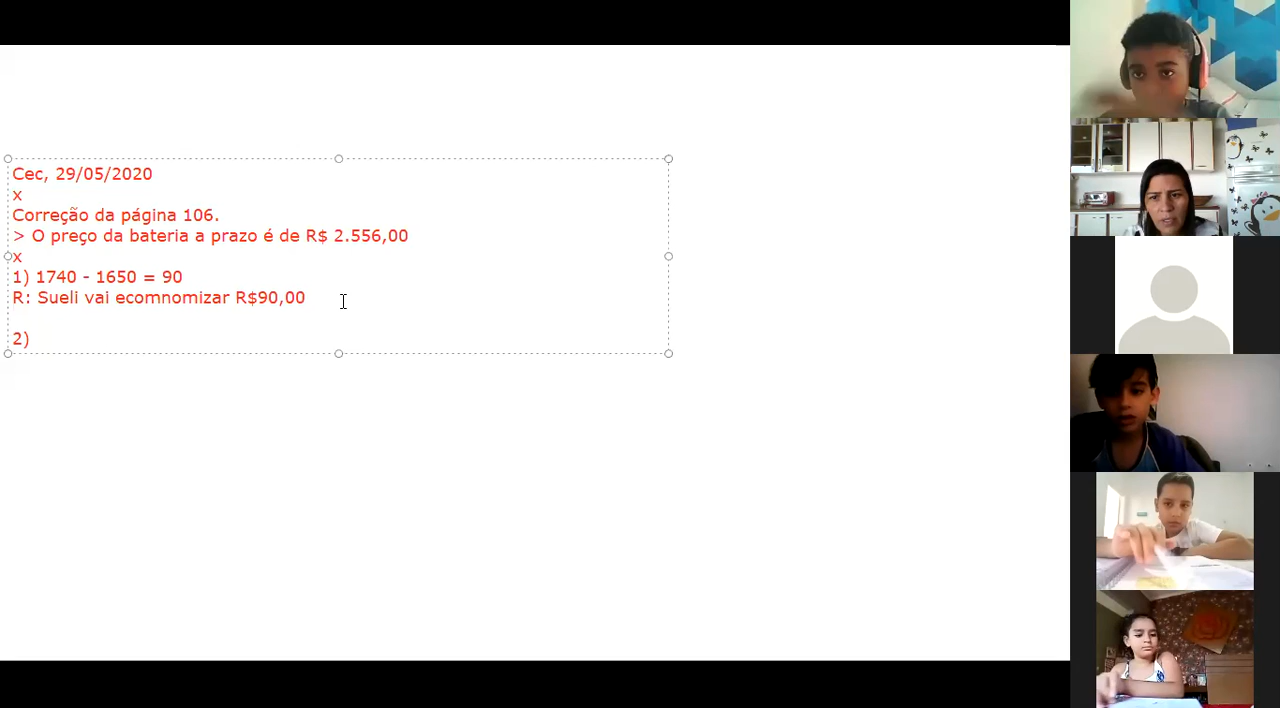 Cec, 29/05/2020
x
Correção da página 106.
> O preço da bateria a prazo é de R$ 2.556,00
x
1) 1740 - 1650 = 90
R: Sueli vai ecomnomizar R$90,00
2)